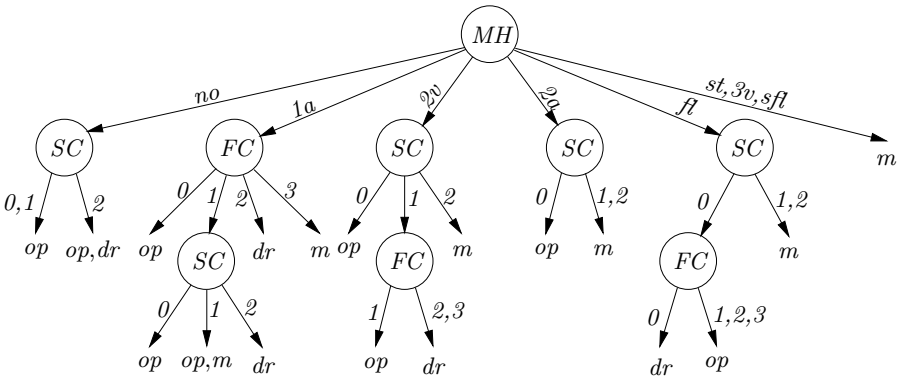 MH
no 1a 2v 2a fl st,3v,sfl
SC FC SC SC SC m
0,1 2 0 1 2 3 0 1 2 0 1,2 0 1,2
op op,dr op SC dr m op FC m op m FC m
0 1 2 1 2,3 0 1,2,3
op op,m dr op dr dr op